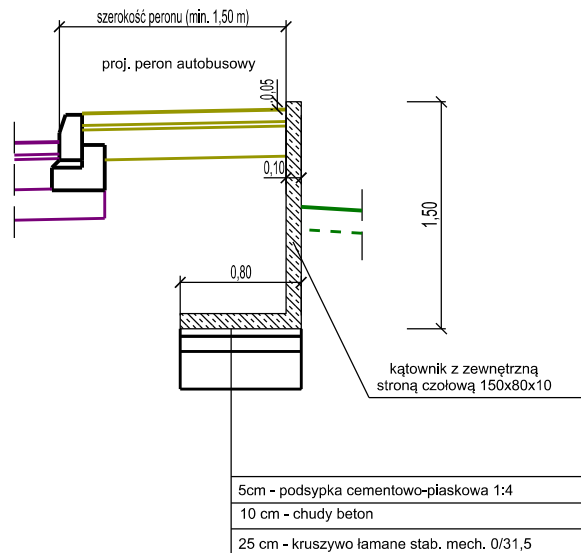 szerokość peronu (min. 1,50 m)
proj. peron autobusowy
0,05
0,10
1,50
0,80
kątownik z zewnętrzną
stroną czołową 150x80x10
5cm - podsypka cementowo-piaskowa 1:4
10 cm - chudy beton
25 cm - kruszywo łamane stab. mech. 0/31,5